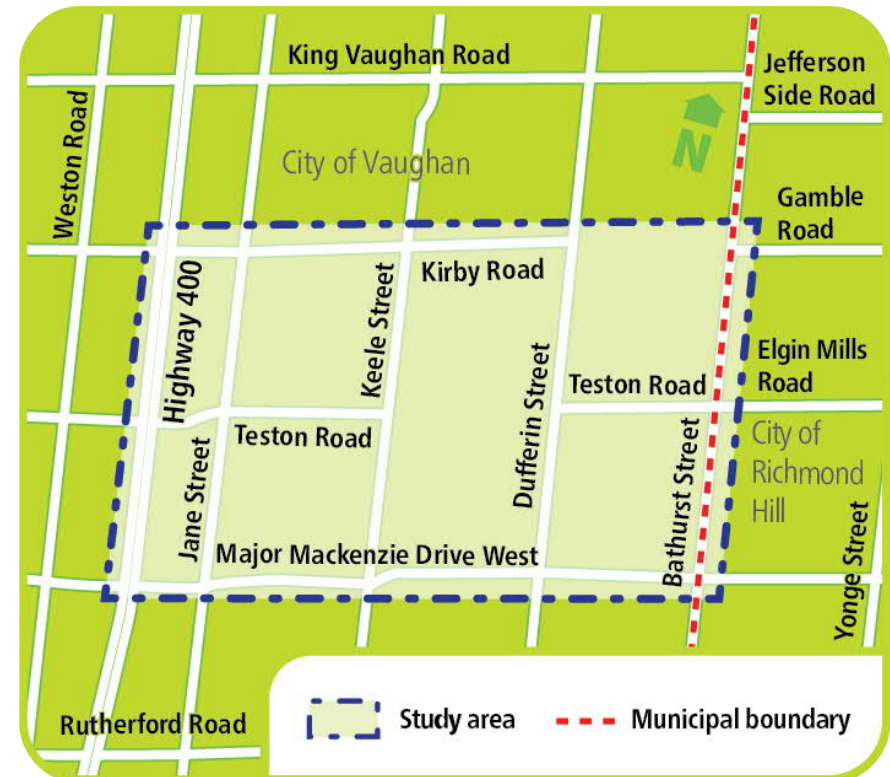 King Vaughan Road
Jefferson
Side Road
Weston Road
City of Vaughan
N
Gamble
Road
Kirby Road
Highway 400
Keele Street
Elgin Mills
Road
Dufferin Street
Teston Road
Teston Road
Jane Street
City of
Richmond
Hill
Bathurst Street
Major Mackenzie Drive West
Yonge Street
Rutherford Road
Study area
Municipal boundary